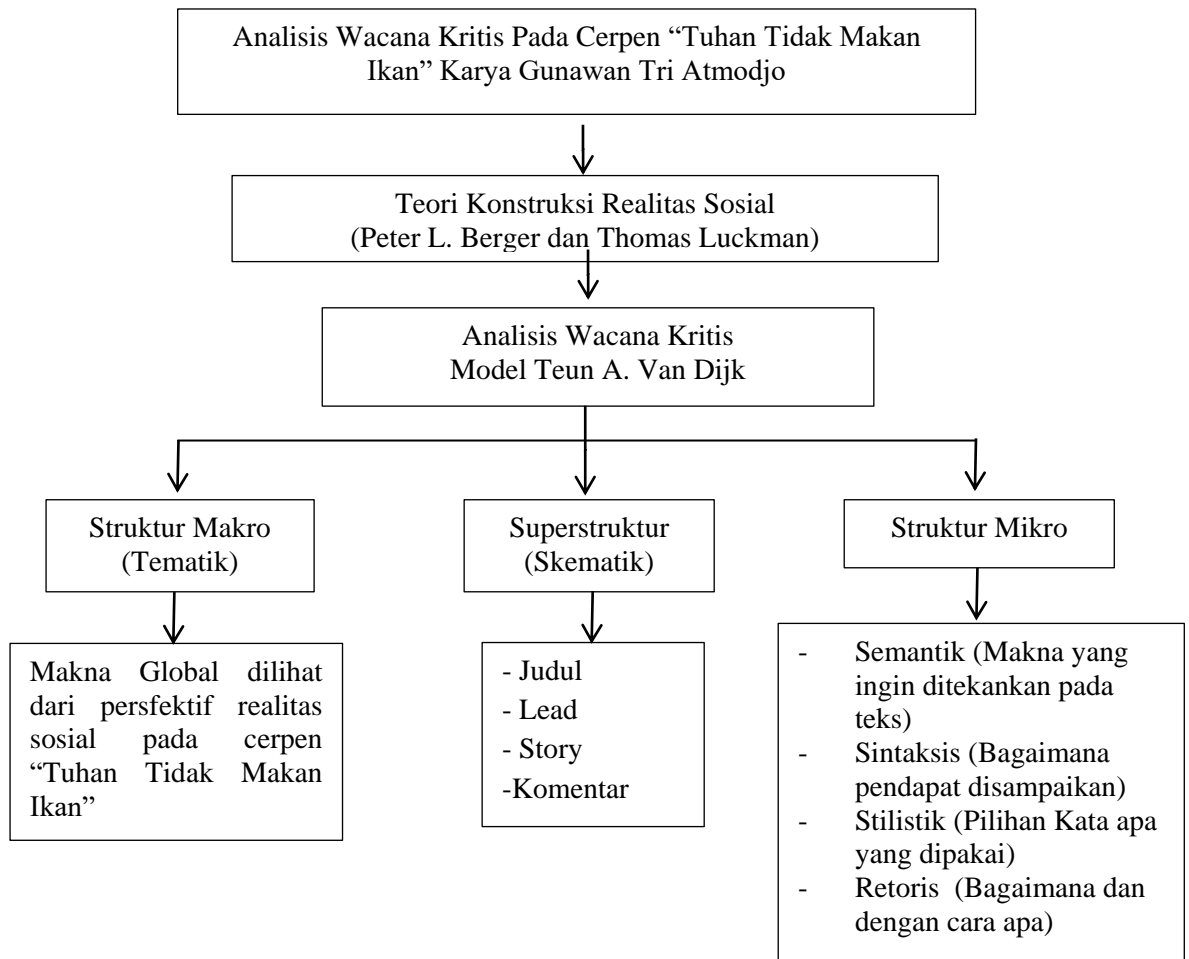 Analisis Wacana Kritis Pada Cerpen “Tuhan Tidak Makan
Ikan” Karya Gunawan Tri Atmodjo
Teori Konstruksi Realitas Sosial
(Peter L. Berger dan Thomas Luckman)
Analisis Wacana Kritis
Model Teun A. Van Dijk
Struktur Makro
(Tematik)
Superstruktur
(Skematik)
Struktur Mikro
Makna Global dilihat
dari persfektif realitas
sosial pada cerpen
“Tuhan Tidak Makan
Ikan”
- Judul
- Lead
- Story
-Komentar
- Semantik (Makna yang
ingin ditekankan pada
teks)
- Sintaksis (Bagaimana
pendapat disampaikan)
- Stilistik (Pilihan Kata apa
yang dipakai)
- Retoris (Bagaimana dan
dengan cara apa)